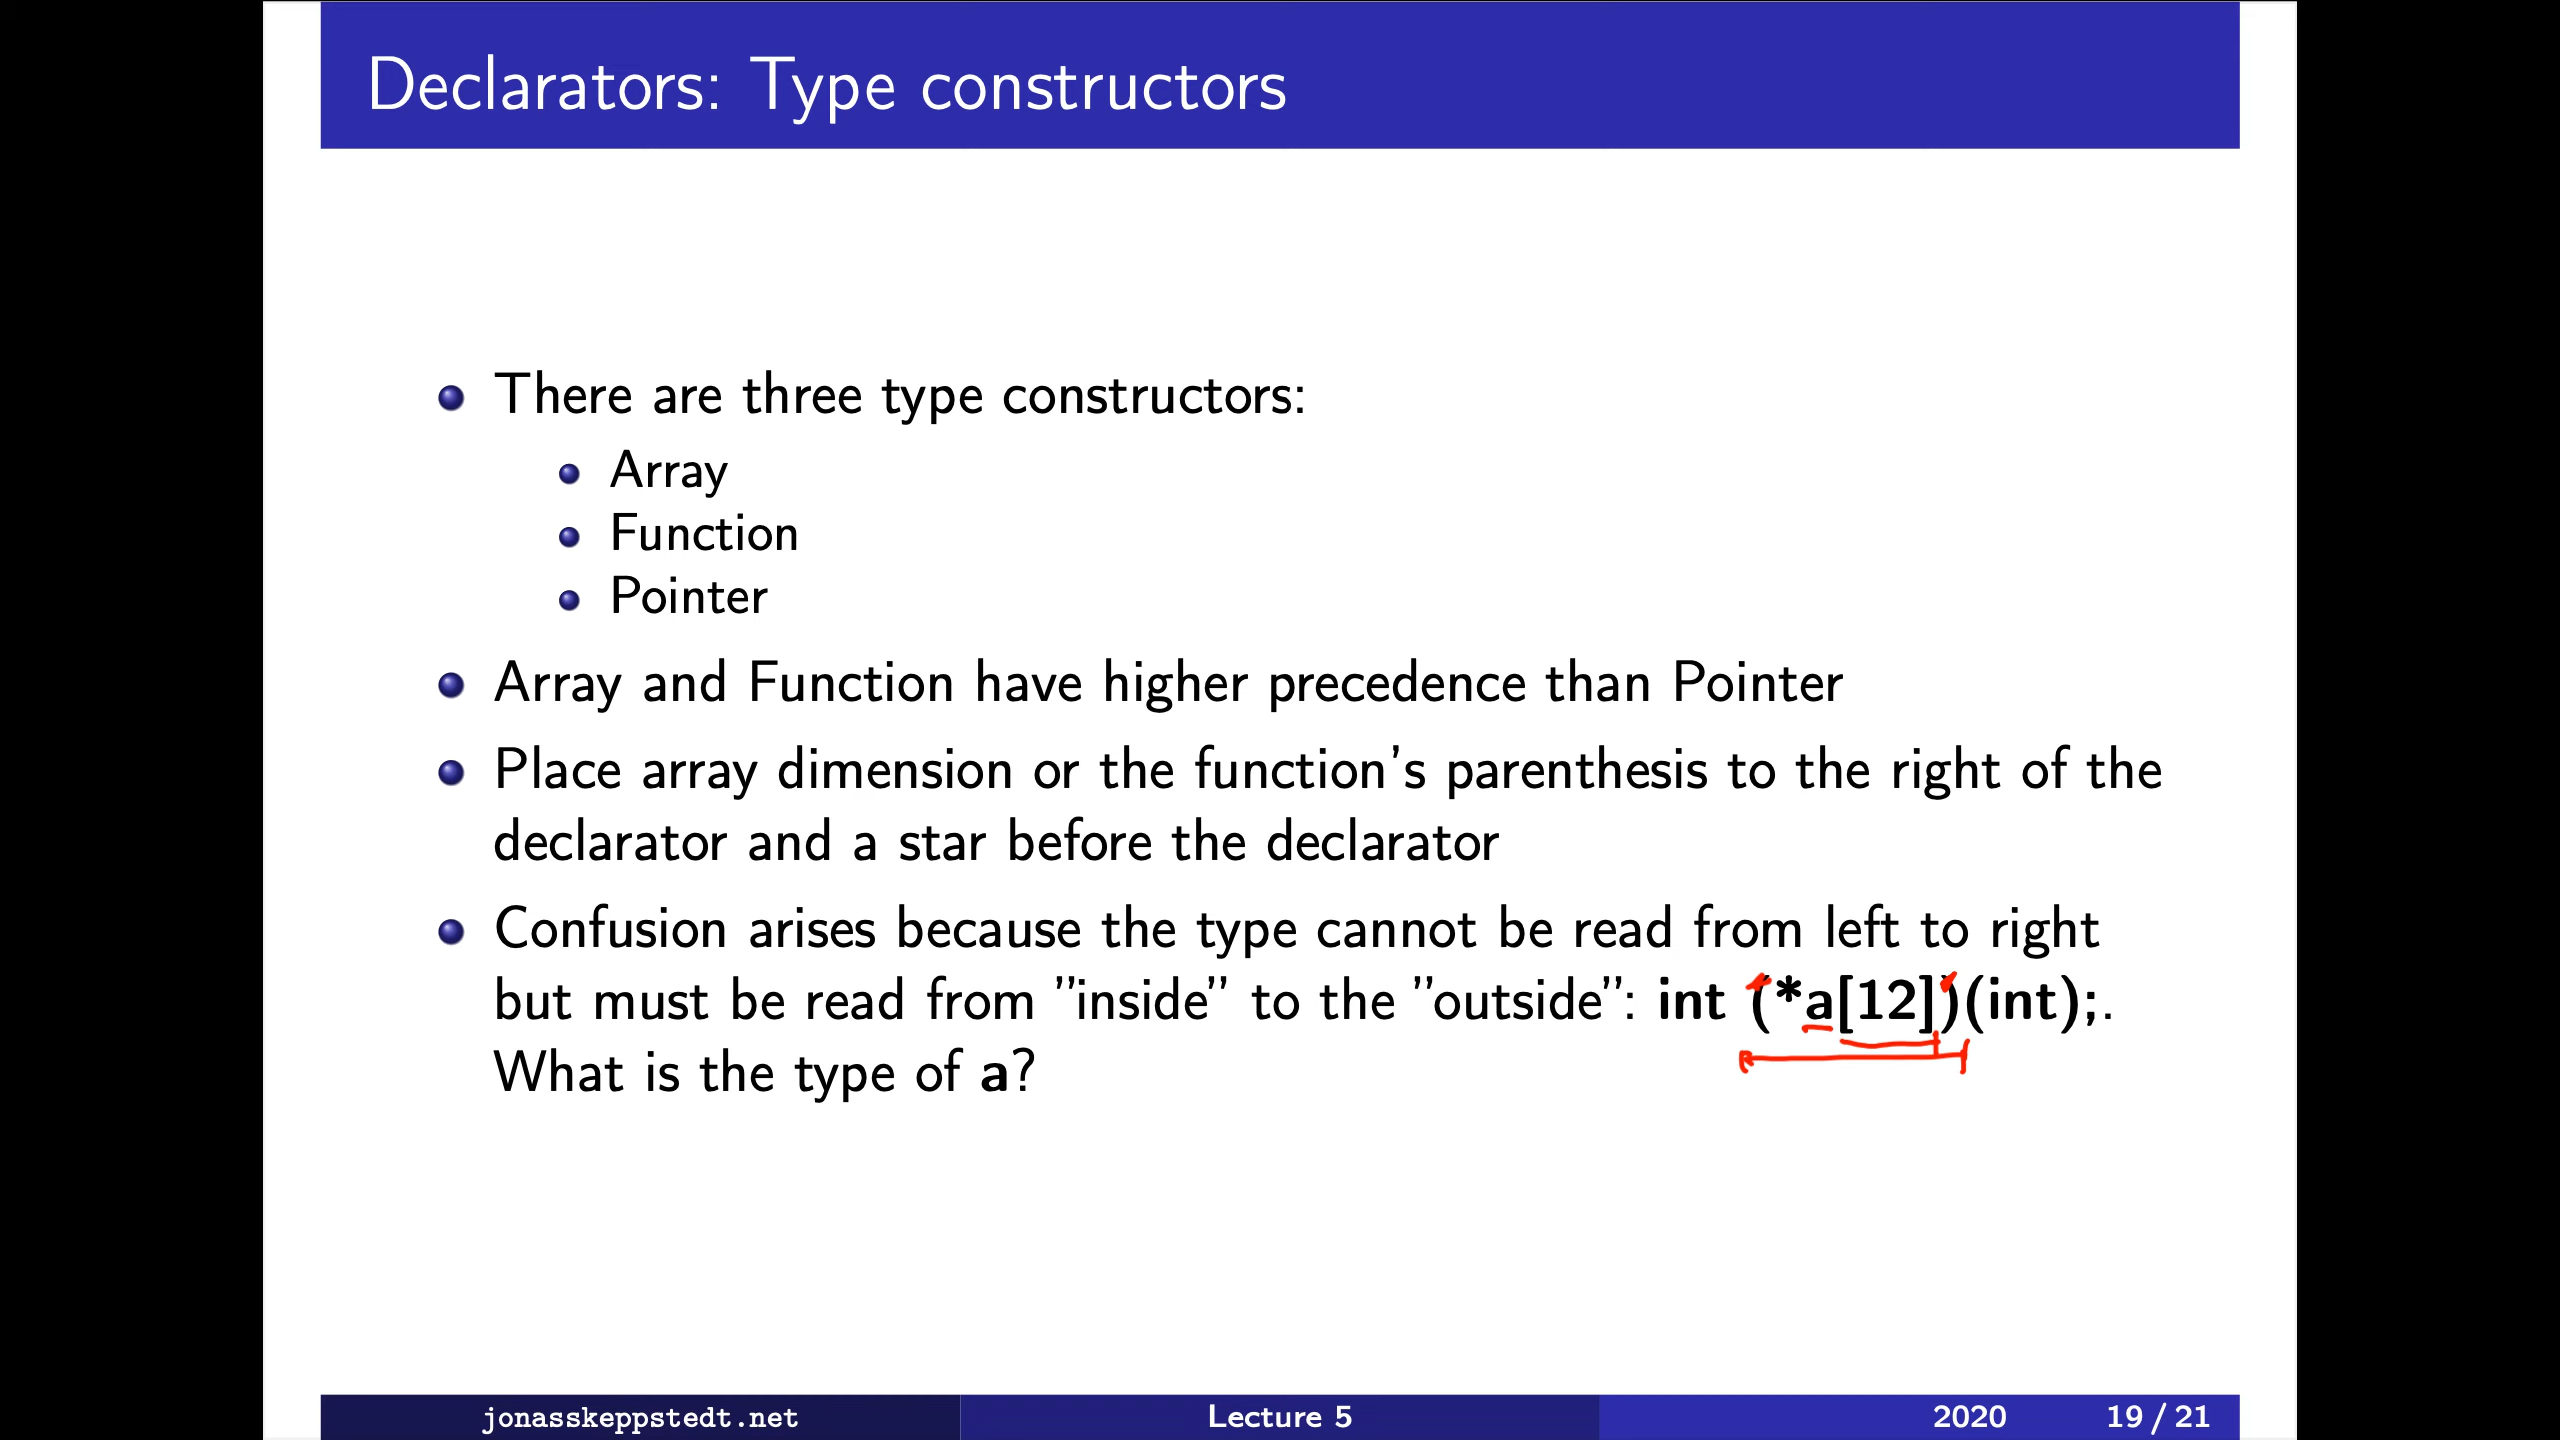 Declarators: Type constructors
There are three type constructors:
Array
Function
Pointer
Array and Function have higher precedence than Pointer
Place array dimension or the function’s parenthesis to the right of the
declarator and a star before the declarator
Confusion arises because the type cannot be read from left to right
but must be read from ”inside” to the ”outside”: int (*a[12])(int);.
What is the type of a?
jonasskeppstedt.net Lecture 5 2020 19 / 21